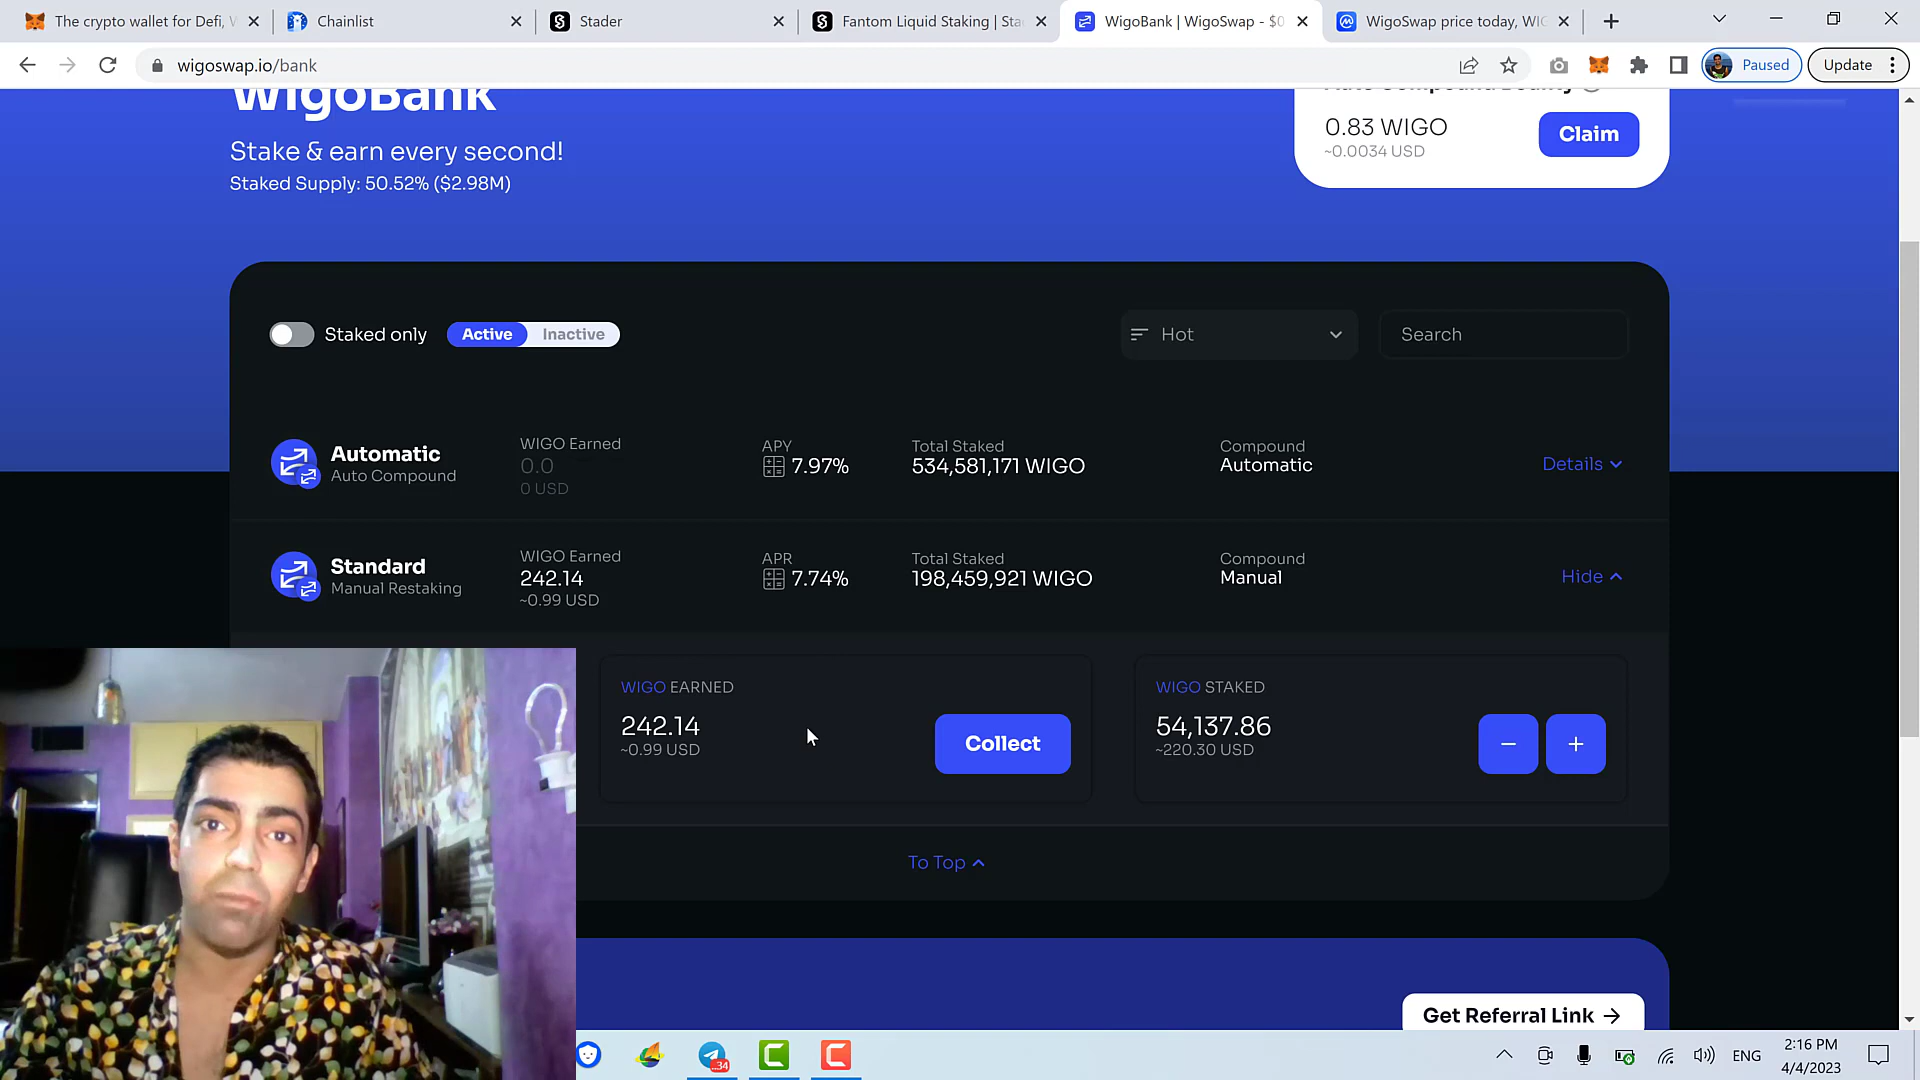 The crypto wallet for Defi, W
Chainlist
Stader
Fantom Liquid Staking | Sta
WigoBank | WigoSwap - $0
WigoSwap price today, WIG
wigoswap.io/bank
Paused
Update
WigoBank
Auto Compound Bounty
0.83 WIGO
~0.0034 USD
Claim
Stake & earn every second!
Staked Supply: 50.52% ($2.98M)
Staked only
Active
Inactive
Hot
Search
Automatic
Auto Compound
WIGO Earned
0.0
0 USD
APY
7.97%
Total Staked
534,581,171 WIGO
Compound
Automatic
Details
Standard
Manual Restaking
WIGO Earned
242.14
~0.99 USD
APR
7.74%
Total Staked
198,459,921 WIGO
Compound
Manual
Hide
WIGO EARNED
242.14
~0.99 USD
Collect
WIGO STAKED
54,137.86
~220.30 USD
To Top
Get Referral Link
34
ENG
2:16 PM
4/4/2023